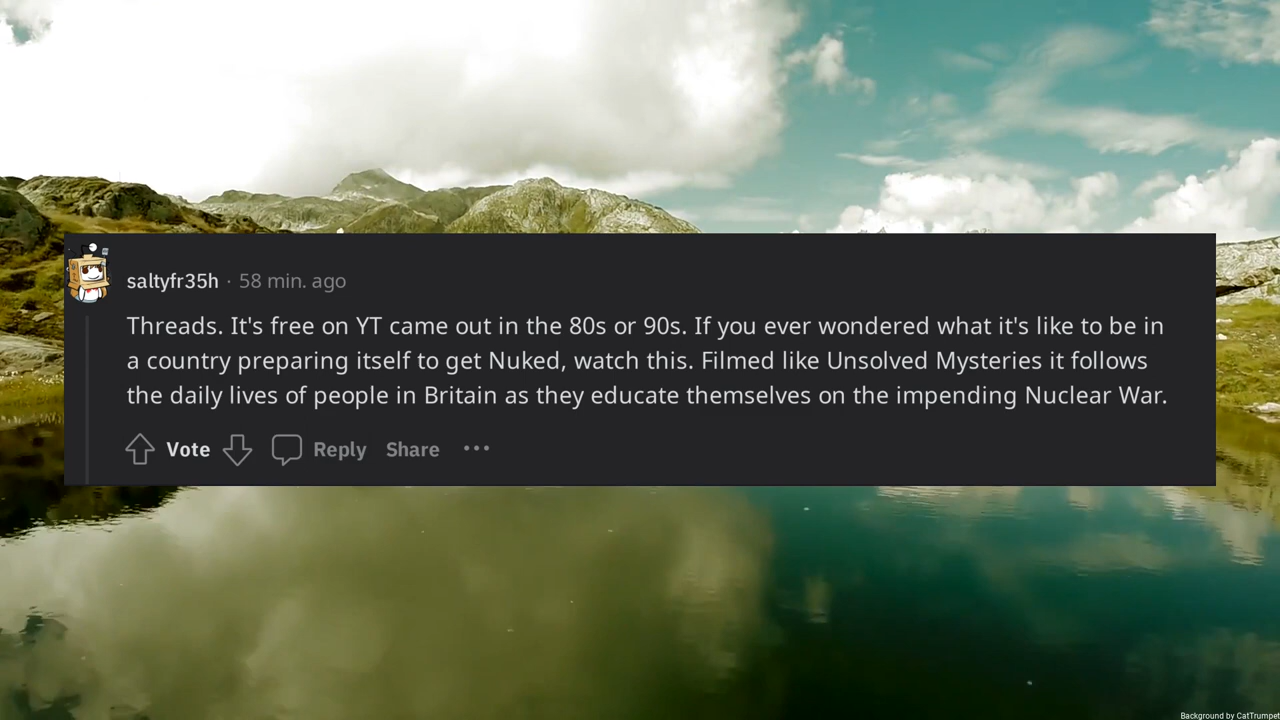 saltyfr35h · 58 min. ago
Threads. It's free on YT came out in the 80s or 90s. If you ever wondered what it's like to be in
a country preparing itself to get Nuked, watch this. Filmed like Unsolved Mysteries it follows
the daily lives of people in Britain as they educate themselves on the impending Nuclear War.
Vote Reply Share ···
Background by CatTrumpet